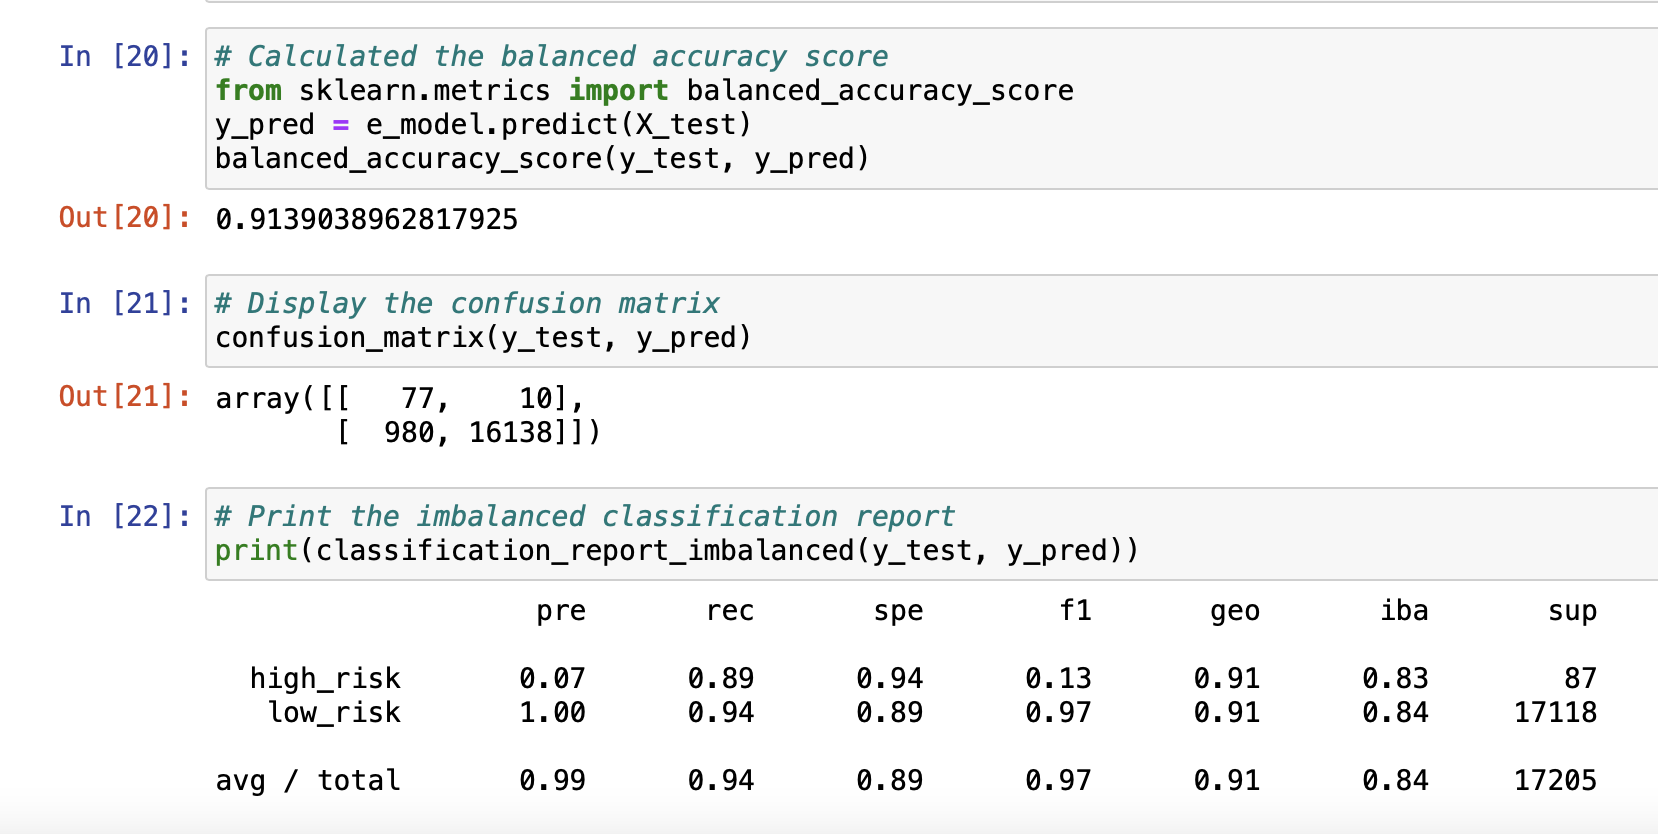 In [20]: # Calculated the balanced accuracy score
from sklearn.metrics import balanced_accuracy_score
y_pred = e_model.predict(X_test)
balanced_accuracy_score(y_test, y_pred)
Out[20]: 0.9139038962817925
In [21]: # Display the confusion matrix
confusion_matrix(y_test, y_pred)
Out[21]: array([[   77,    10],
       [  980, 16138]])
In [22]: # Print the imbalanced classification report
print(classification_report_imbalanced(y_test, y_pred))
pre rec spe f1 geo iba sup
high_risk 0.07 0.89 0.94 0.13 0.91 0.83 87
low_risk 1.00 0.94 0.89 0.97 0.91 0.84 17118
avg / total 0.99 0.94 0.89 0.97 0.91 0.84 17205